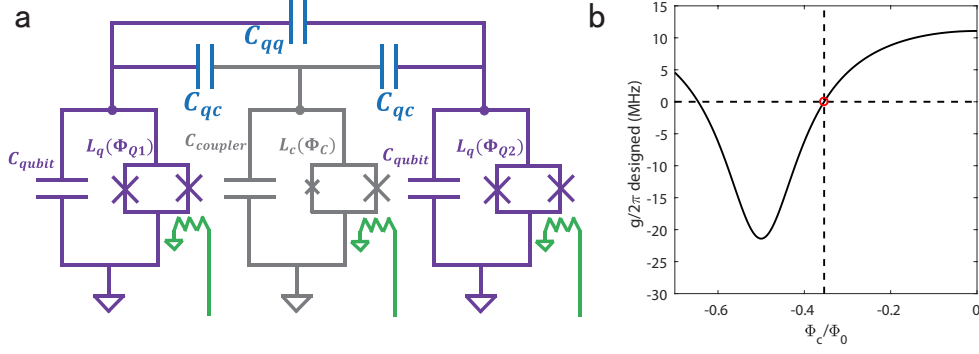 a
C_qq
C_qc
C_qc
C_qubit
L_q(Φ_Q1)
C_coupler
L_c(Φ_C)
C_qubit
L_q(Φ_Q2)
b
g/2π designed (MHz)
15
10
5
0
-5
-10
-15
-20
-25
-30
-0.6
-0.4
-0.2
0
Φ_c/Φ_0